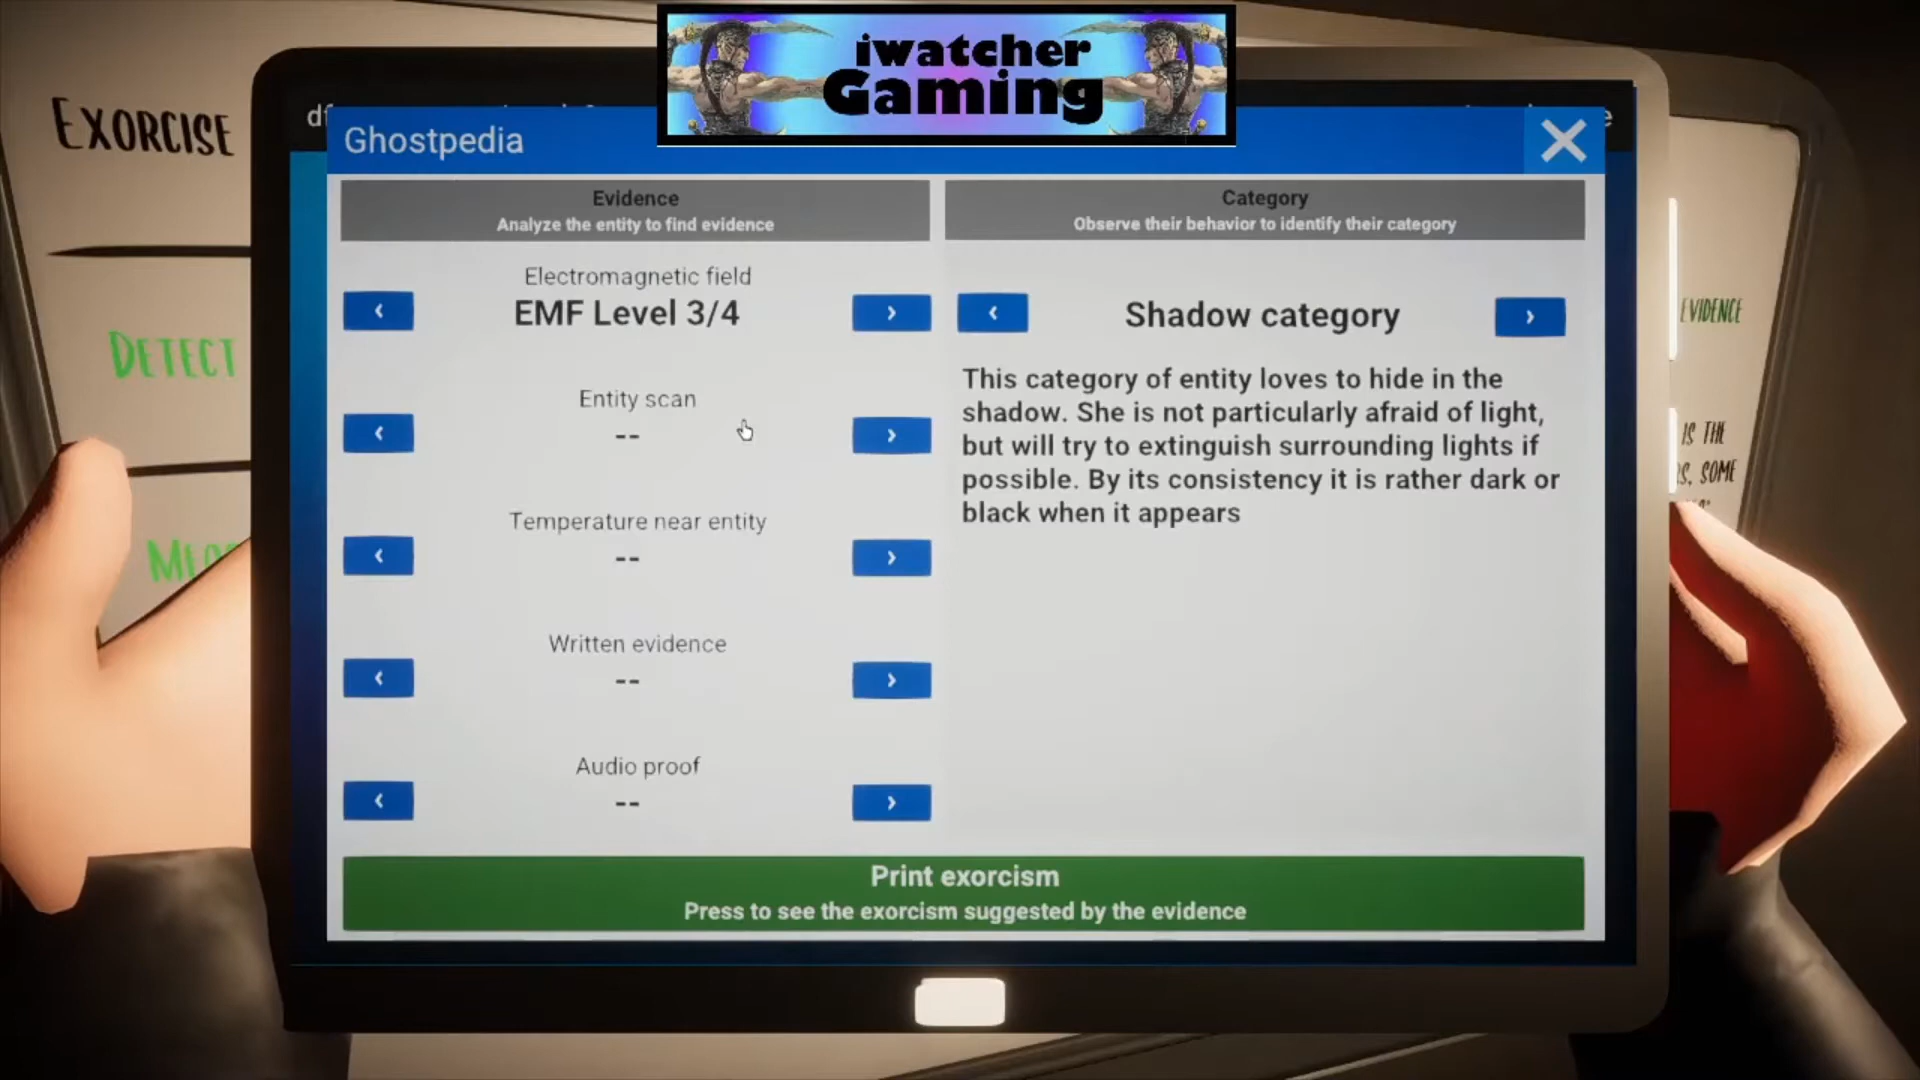 iwatcher
Gaming
EXORCISE
Ghostpedia
Evidence
Analyze the entity to find evidence
Category
Observe their behavior to identify their category
Electromagnetic field
EMF Level 3/4
Shadow category
This category of entity loves to hide in the
shadow. She is not particularly afraid of light,
but will try to extinguish surrounding lights if
possible. By its consistency it is rather dark or
black when it appears
EVIDENCE
DETECT
Entity scan
--
IS THE
SOME
Temperature near entity
--
Written evidence
--
Audio proof
--
Print exorcism
Press to see the exorcism suggested by the evidence